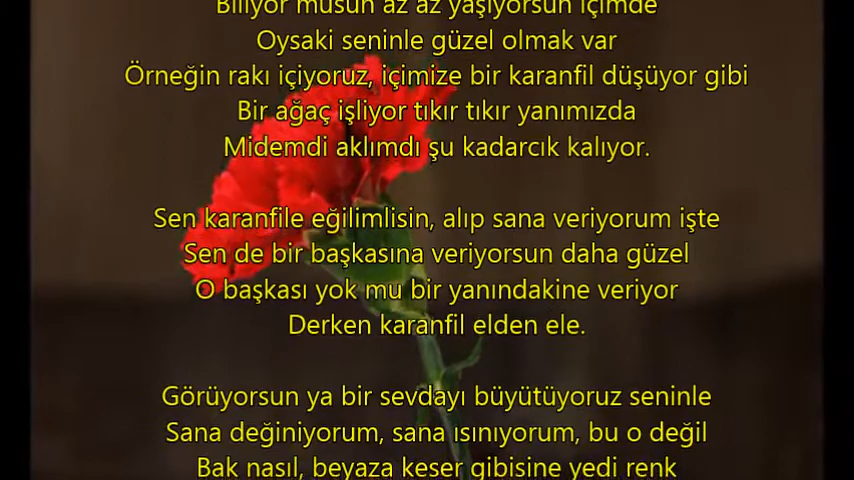 Biliyor musun az az yaşıyorsun içimde
Oysaki seninle güzel olmak var
Örneğin rakı içiyoruz, içimize bir karanfil düşüyor gibi
Bir ağaç işliyor tıkır tıkır yanımızda
Midemdi aklımdı şu kadarcık kalıyor.
Sen karanfile eğilimlisin, alıp sana veriyorum işte
Sen de bir başkasına veriyorsun daha güzel
O başkası yok mu bir yanındakine veriyor
Derken karanfil elden ele.
Görüyorsun ya bir sevdayı büyütüyoruz seninle
Sana değiniyorum, sana ısınıyorum, bu o değil
Bak nasıl, beyaza keser gibisine yedi renk